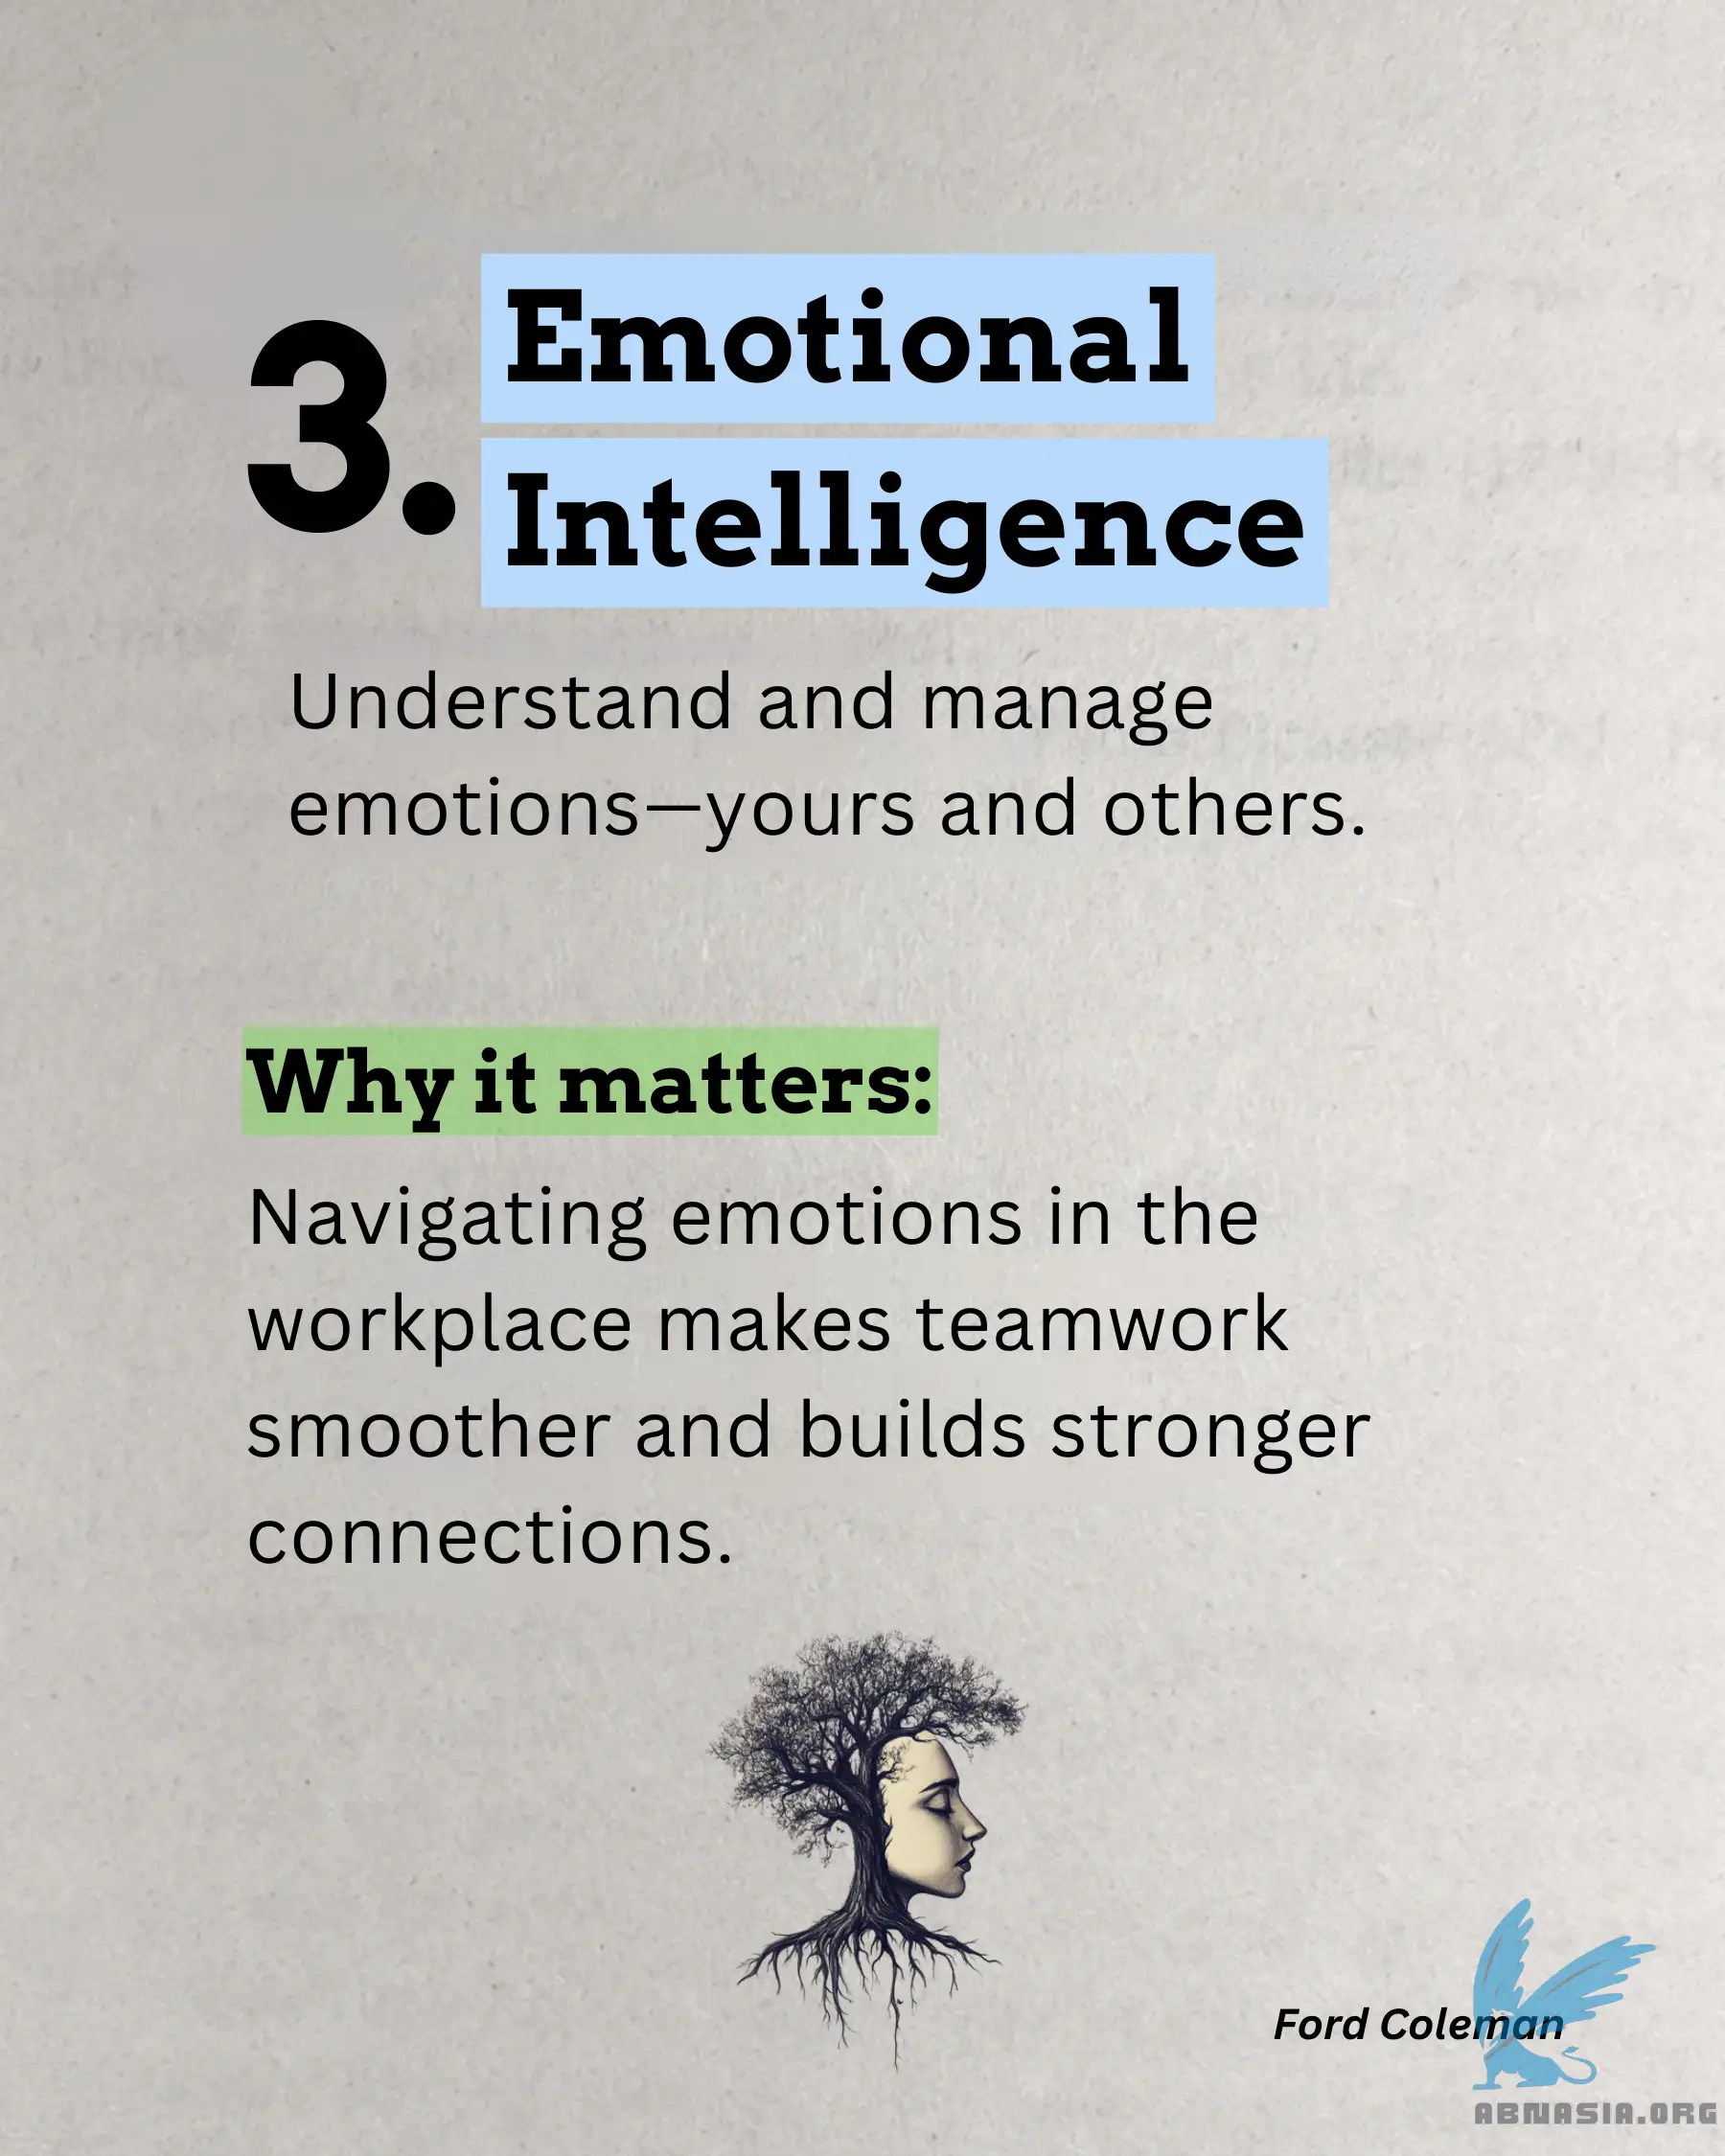 3. Emotional
Intelligence
Understand and manage
emotions—yours and others.
Why it matters:
Navigating emotions in the
workplace makes teamwork
smoother and builds stronger
connections.
Ford Coleman
ABNASIA.ORG